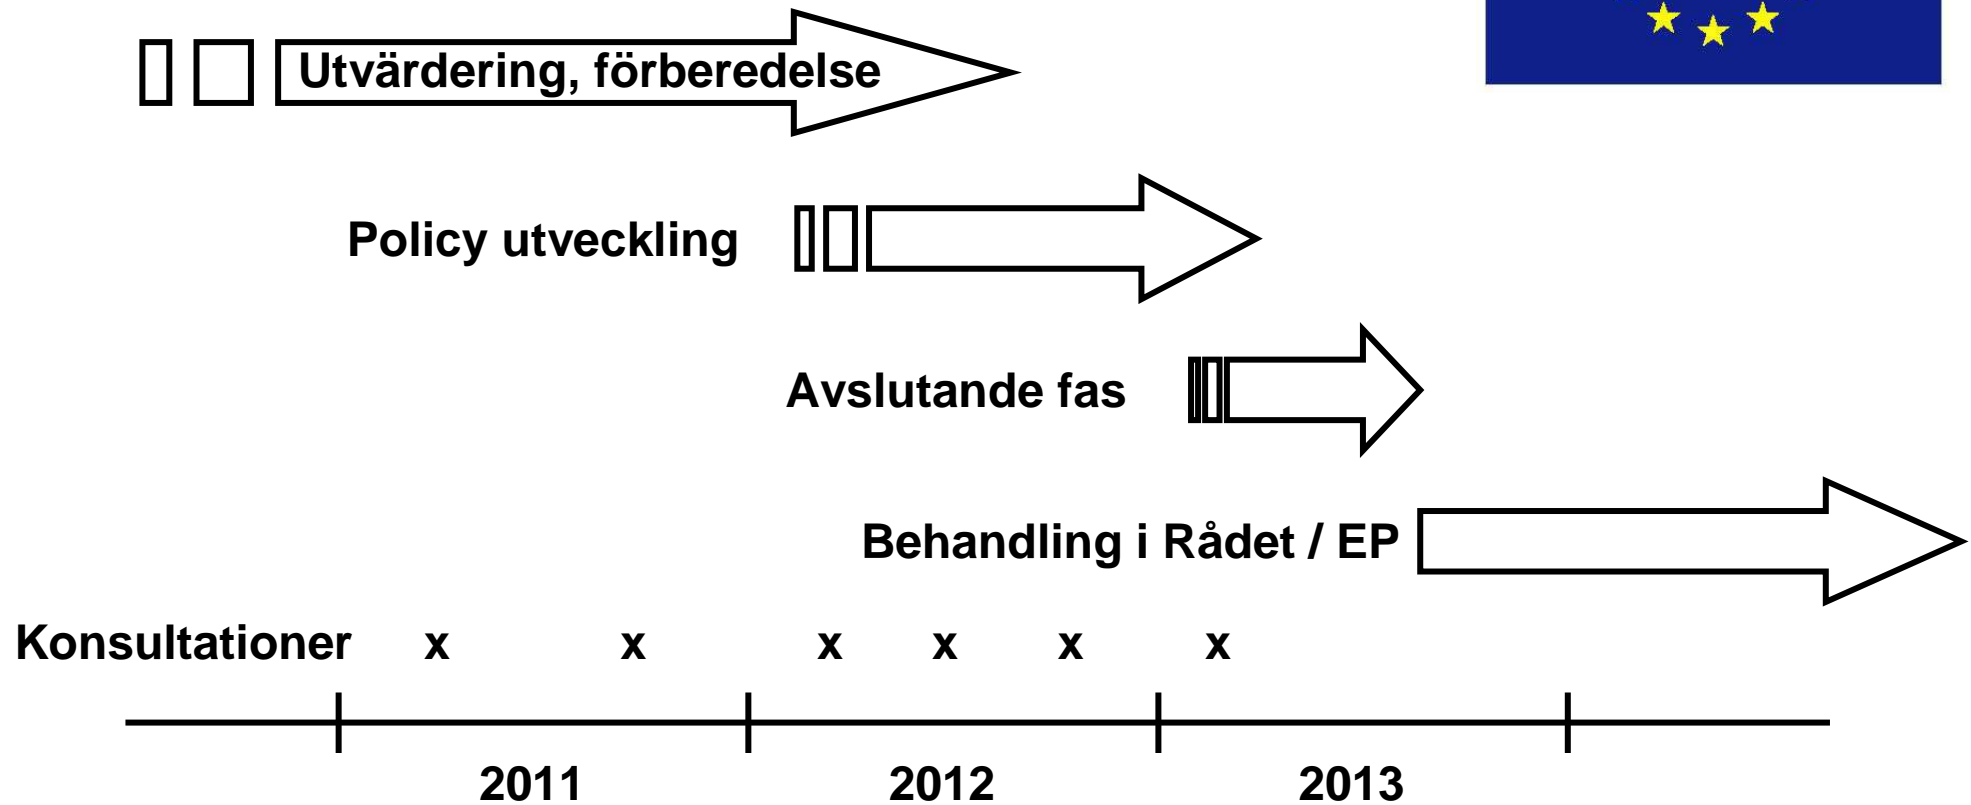 Utvärdering, förberedelse
Policy utveckling
Avslutande fas
Behandling i Rådet / EP
Konsultationer x x x x x x
2011 2012 2013